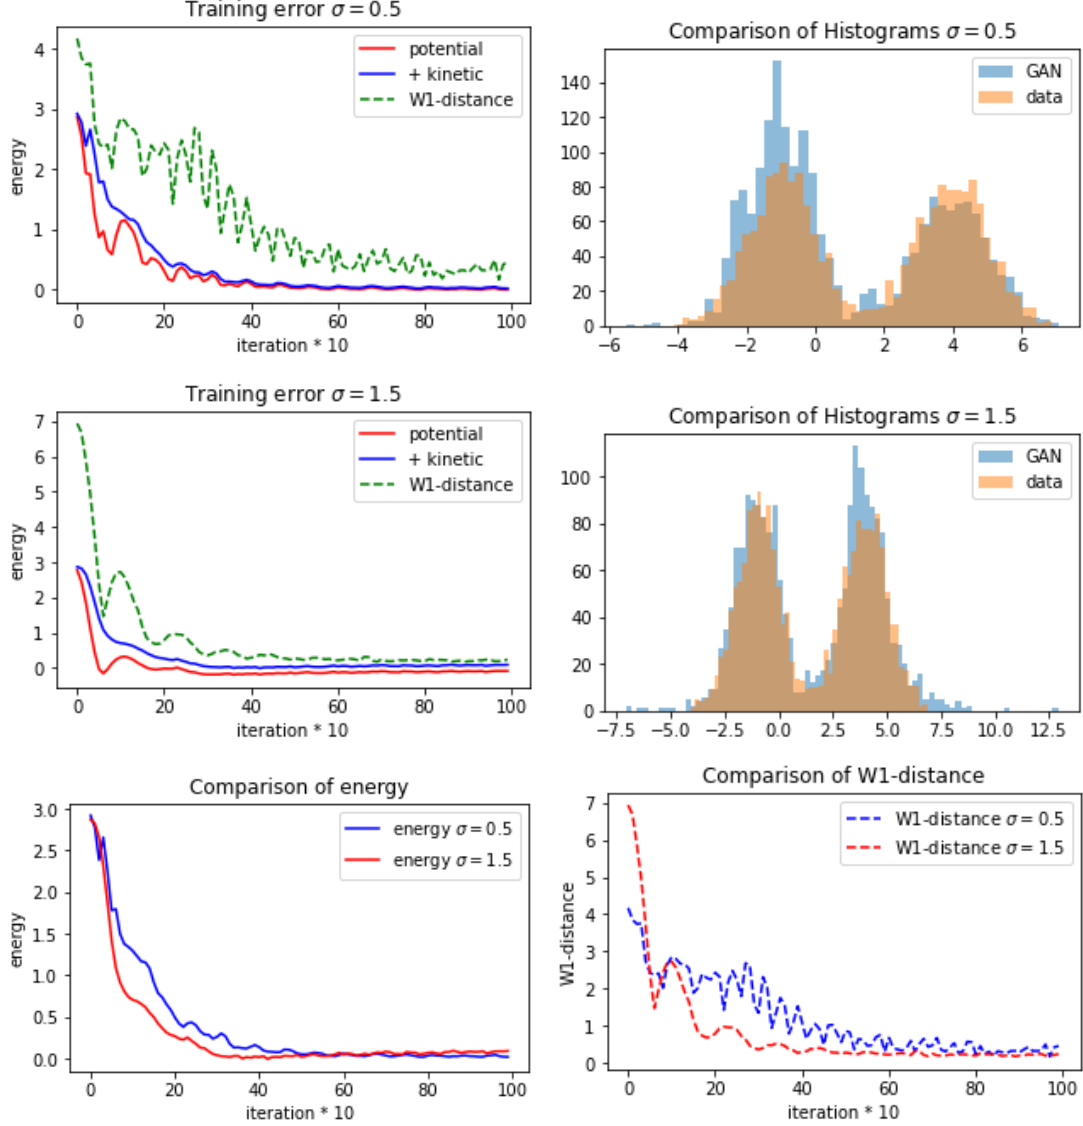 Training error σ = 0.5
4
3
2
1
0
energy
potential
+ kinetic
W1-distance
0 20 40 60 80 100
iteration * 10
Comparison of Histograms σ = 0.5
140
120
100
80
60
40
20
0
GAN
data
−6 −4 −2 0 2 4 6
Training error σ = 1.5
7
6
5
4
3
2
1
0
energy
potential
+ kinetic
W1-distance
0 20 40 60 80 100
iteration * 10
Comparison of Histograms σ = 1.5
100
80
60
40
20
0
GAN
data
−7.5 −5.0 −2.5 0.0 2.5 5.0 7.5 10.0 12.5
Comparison of energy
3.0
2.5
2.0
1.5
1.0
0.5
0.0
energy
energy σ = 0.5
energy σ = 1.5
0 20 40 60 80 100
iteration * 10
Comparison of W1-distance
7
6
5
4
3
2
1
0
W1-distance
W1-distance σ = 0.5
W1-distance σ = 1.5
0 20 40 60 80 100
iteration * 10